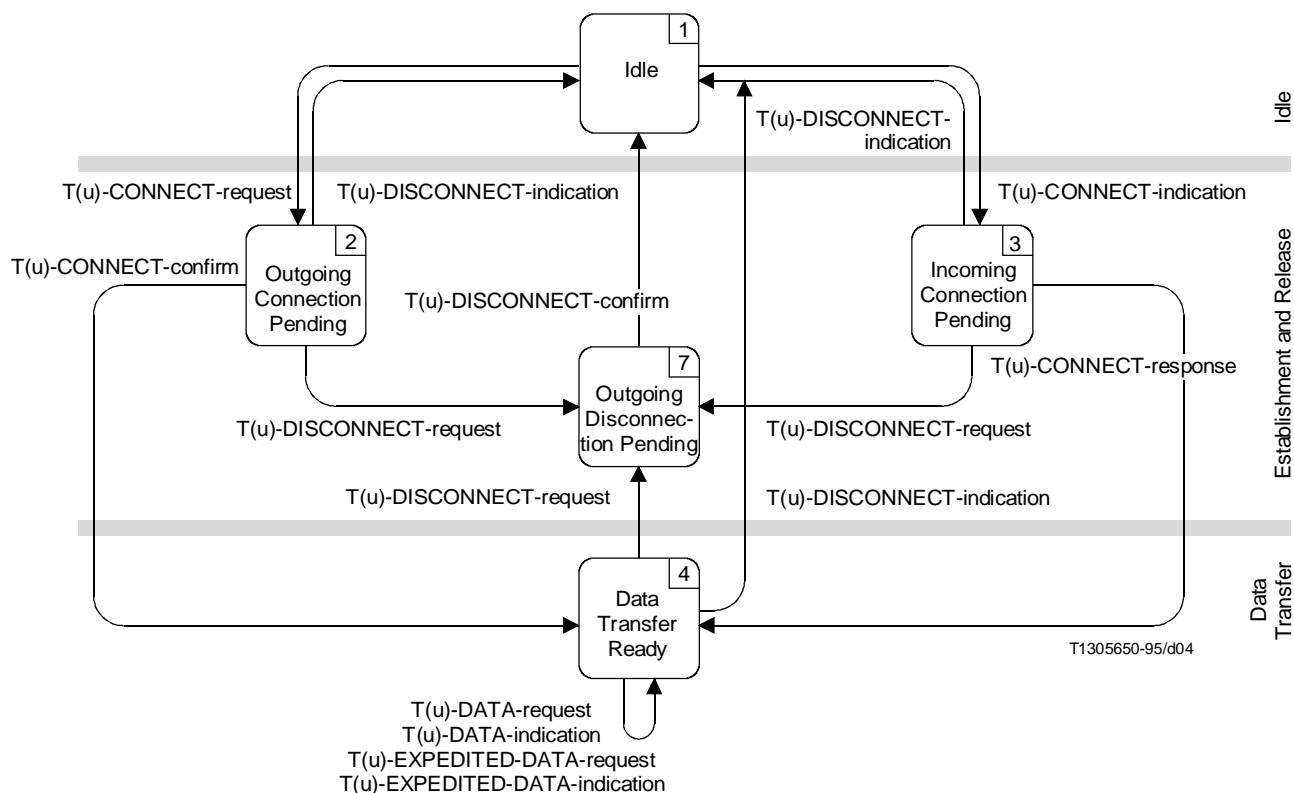 1
Idle
Idle
T(u)-DISCONNECT-
indication
T(u)-CONNECT-request
T(u)-DISCONNECT-indication
T(u)-CONNECT-indication
2
Outgoing
Connection
Pending
3
Incoming
Connection
Pending
T(u)-CONNECT-confirm
T(u)-DISCONNECT-confirm
Establishment and Release
7
Outgoing
Disconnec-
tion Pending
T(u)-CONNECT-response
T(u)-DISCONNECT-request
T(u)-DISCONNECT-request
T(u)-DISCONNECT-request
T(u)-DISCONNECT-indication
4
Data
Transfer
Ready
Data
Transfer
T1305650-95/d04
T(u)-DATA-request
T(u)-DATA-indication
T(u)-EXPEDITED-DATA-request
T(u)-EXPEDITED-DATA-indication